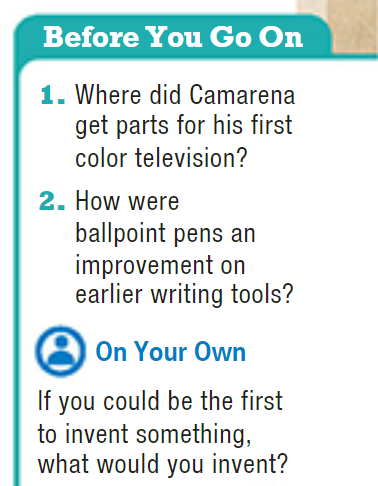 Before You Go On
1. Where did Camarena
get parts for his first
color television?
2. How were
ballpoint pens an
improvement on
earlier writing tools?
On Your Own
If you could be the first
to invent something,
what would you invent?